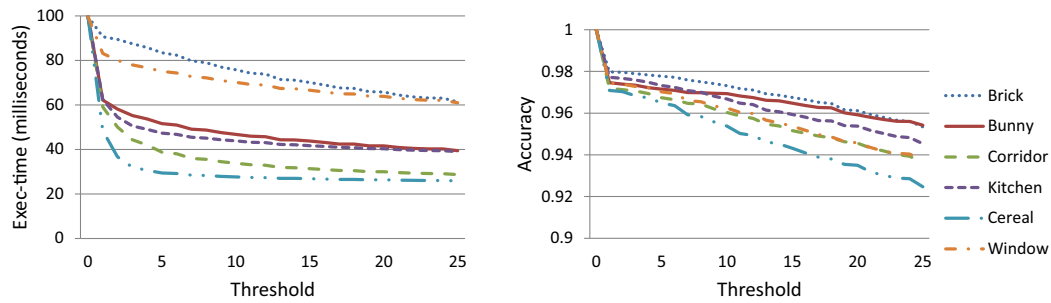 Exec-time (milliseconds)
100
80
60
40
20
0
0 5 10 15 20 25
Threshold
Accuracy
1
0.98
0.96
0.94
0.92
0.9
0 5 10 15 20 25
Threshold
Brick
Bunny
Corridor
Kitchen
Cereal
Window